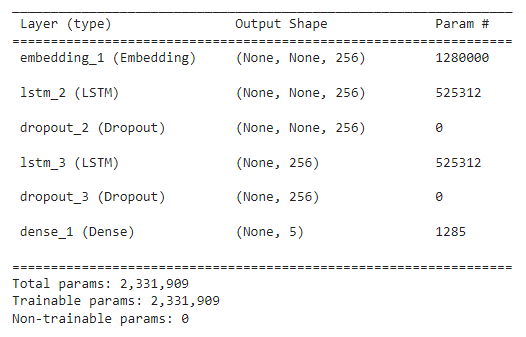 Layer (type) Output Shape Param #
embedding_1 (Embedding) (None, None, 256) 1280000
lstm_2 (LSTM) (None, None, 256) 525312
dropout_2 (Dropout) (None, None, 256) 0
lstm_3 (LSTM) (None, 256) 525312
dropout_3 (Dropout) (None, 256) 0
dense_1 (Dense) (None, 5) 1285
Total params: 2,331,909
Trainable params: 2,331,909
Non-trainable params: 0